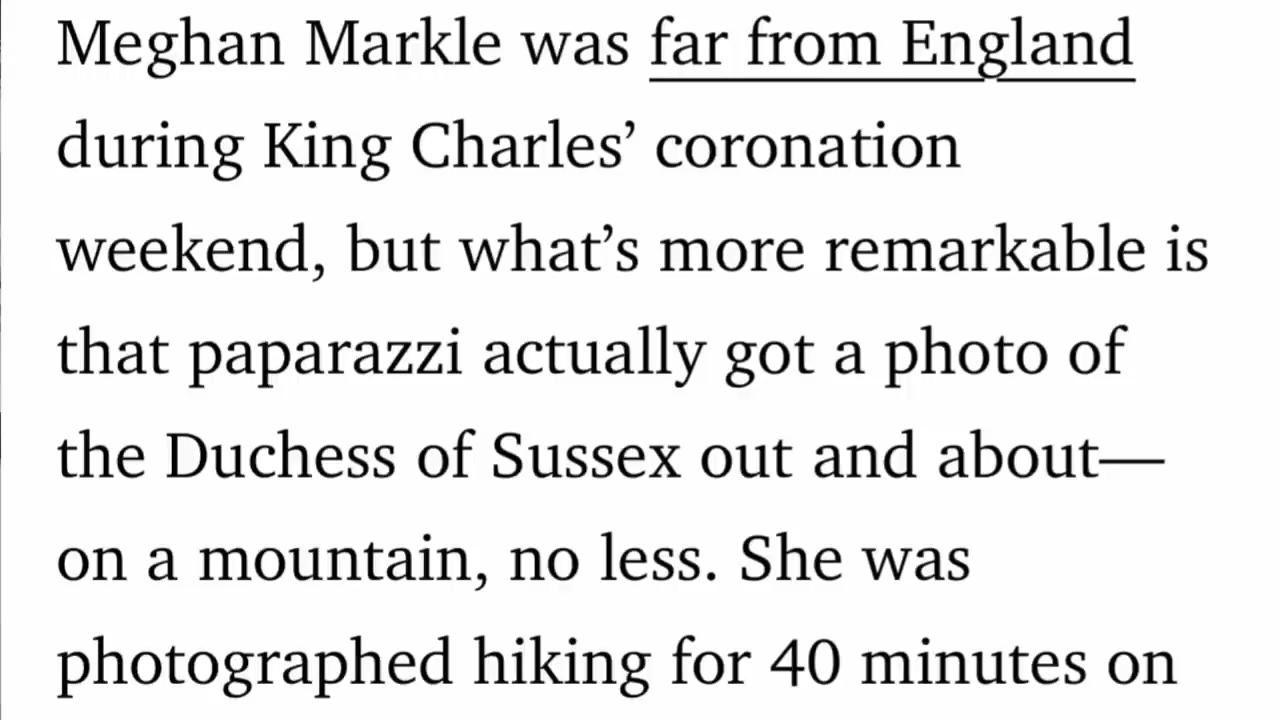 Meghan Markle was far from England
during King Charles’ coronation
weekend, but what’s more remarkable is
that paparazzi actually got a photo of
the Duchess of Sussex out and about—
on a mountain, no less. She was
photographed hiking for 40 minutes on